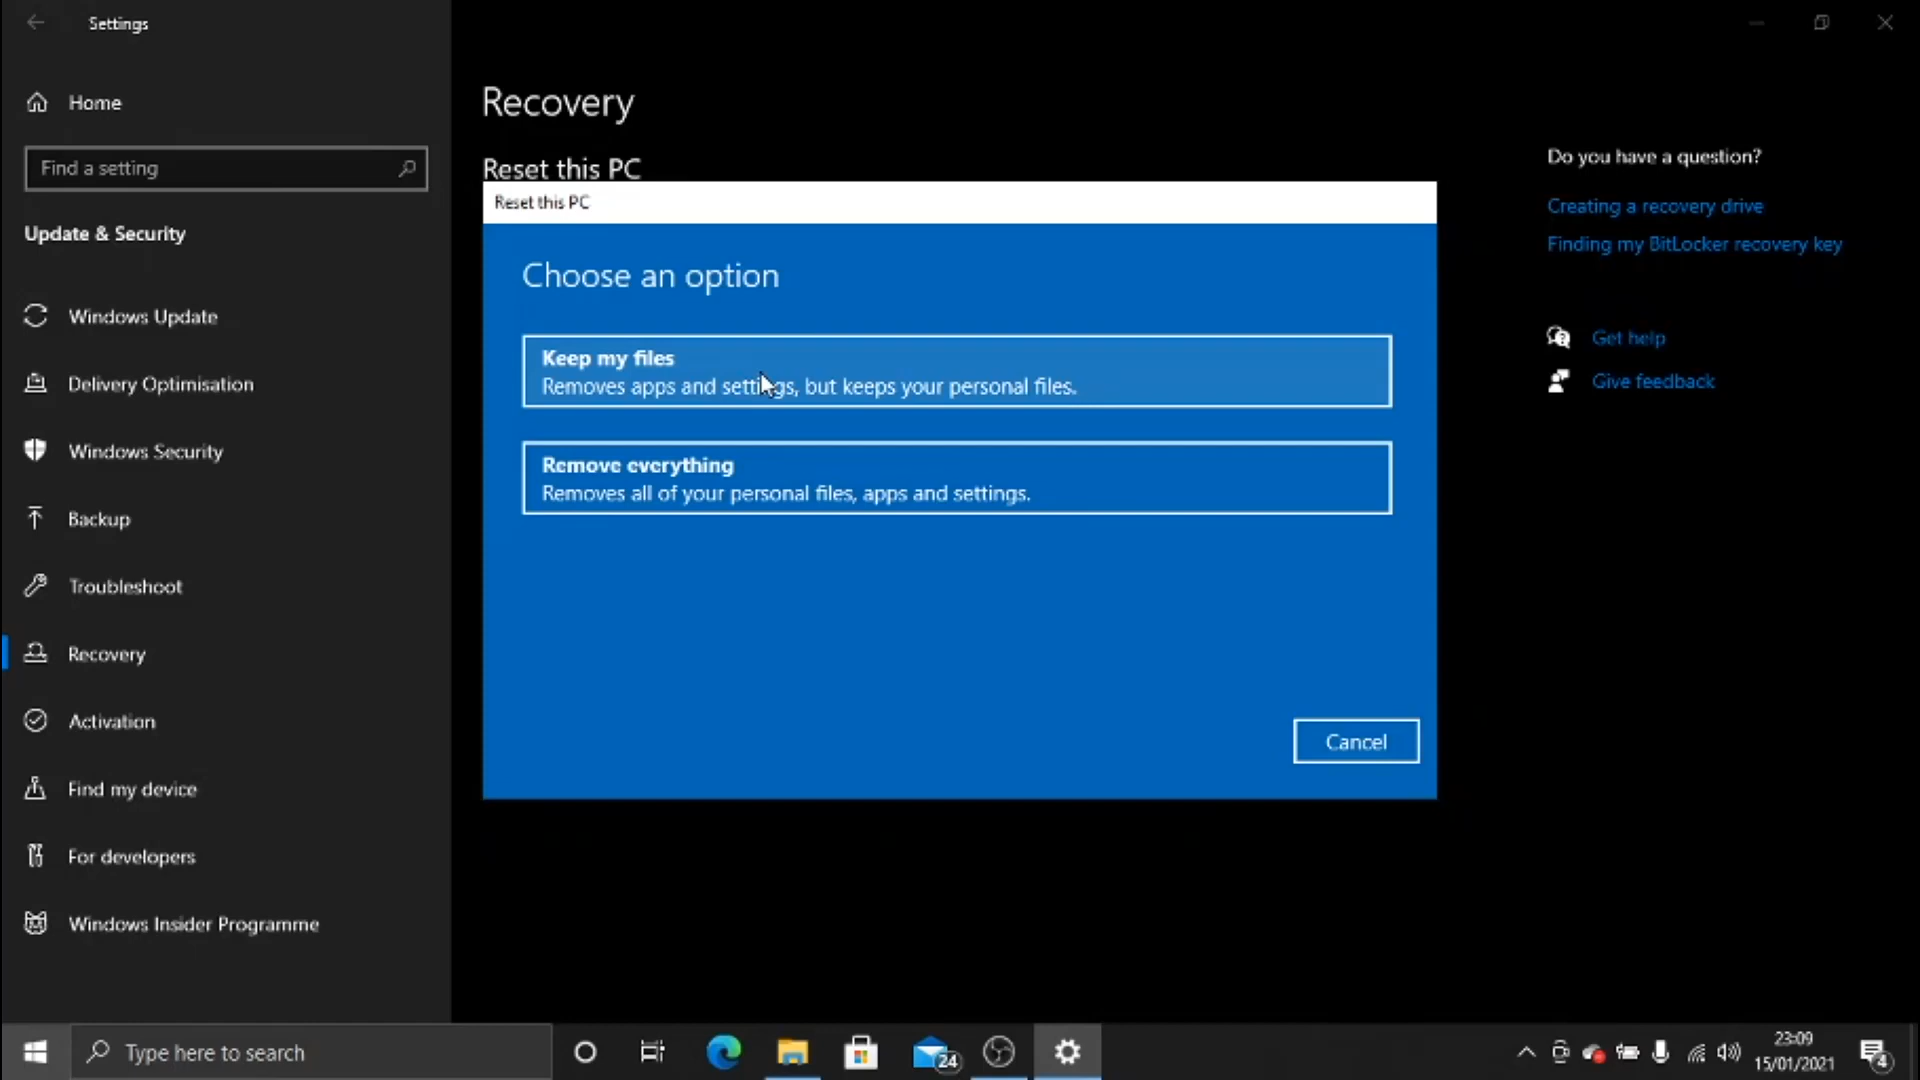 Settings
Home
Find a setting
Update & Security
Windows Update
Delivery Optimisation
Windows Security
Backup
Troubleshoot
Recovery
Activation
Find my device
For developers
Windows Insider Programme
Recovery
Reset this PC
Reset this PC
Choose an option
Keep my files
Removes apps and settings, but keeps your personal files.
Remove everything
Removes all of your personal files, apps and settings.
Cancel
Do you have a question?
Creating a recovery drive
Finding my BitLocker recovery key
Get help
Give feedback
Type here to search
24
23:09
15/01/2021
4